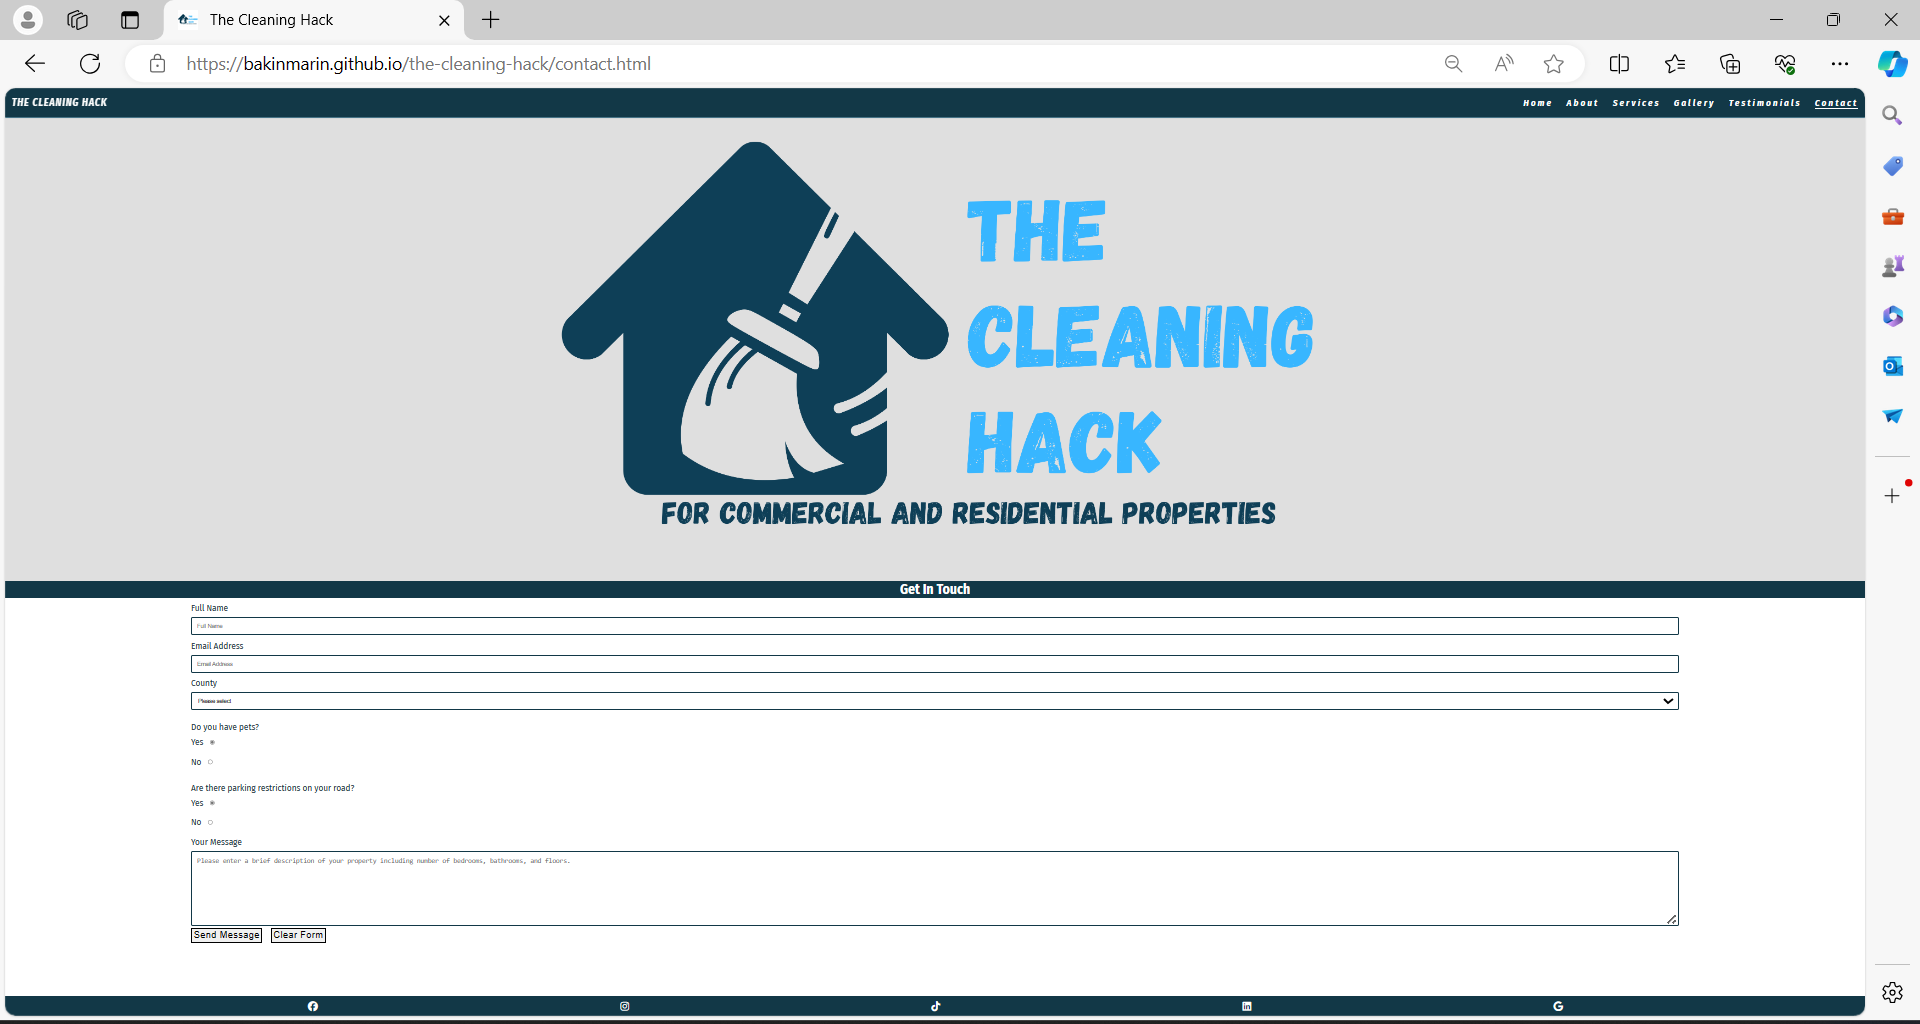 The Cleaning Hack
https://bakinmarin.github.io/the-cleaning-hack/contact.html
THE CLEANING HACK
Home About Services Gallery Testimonials Contact
THE
CLEANING
HACK
FOR COMMERCIAL AND RESIDENTIAL PROPERTIES
Get In Touch
Full Name
Full Name
Email Address
Email Address
County
Please select
Do you have pets?
Yes
No
Are there parking restrictions on your road?
Yes
No
Your Message
Please enter a brief description of your property including number of bedrooms, bathrooms, and floors.
Send Message Clear Form